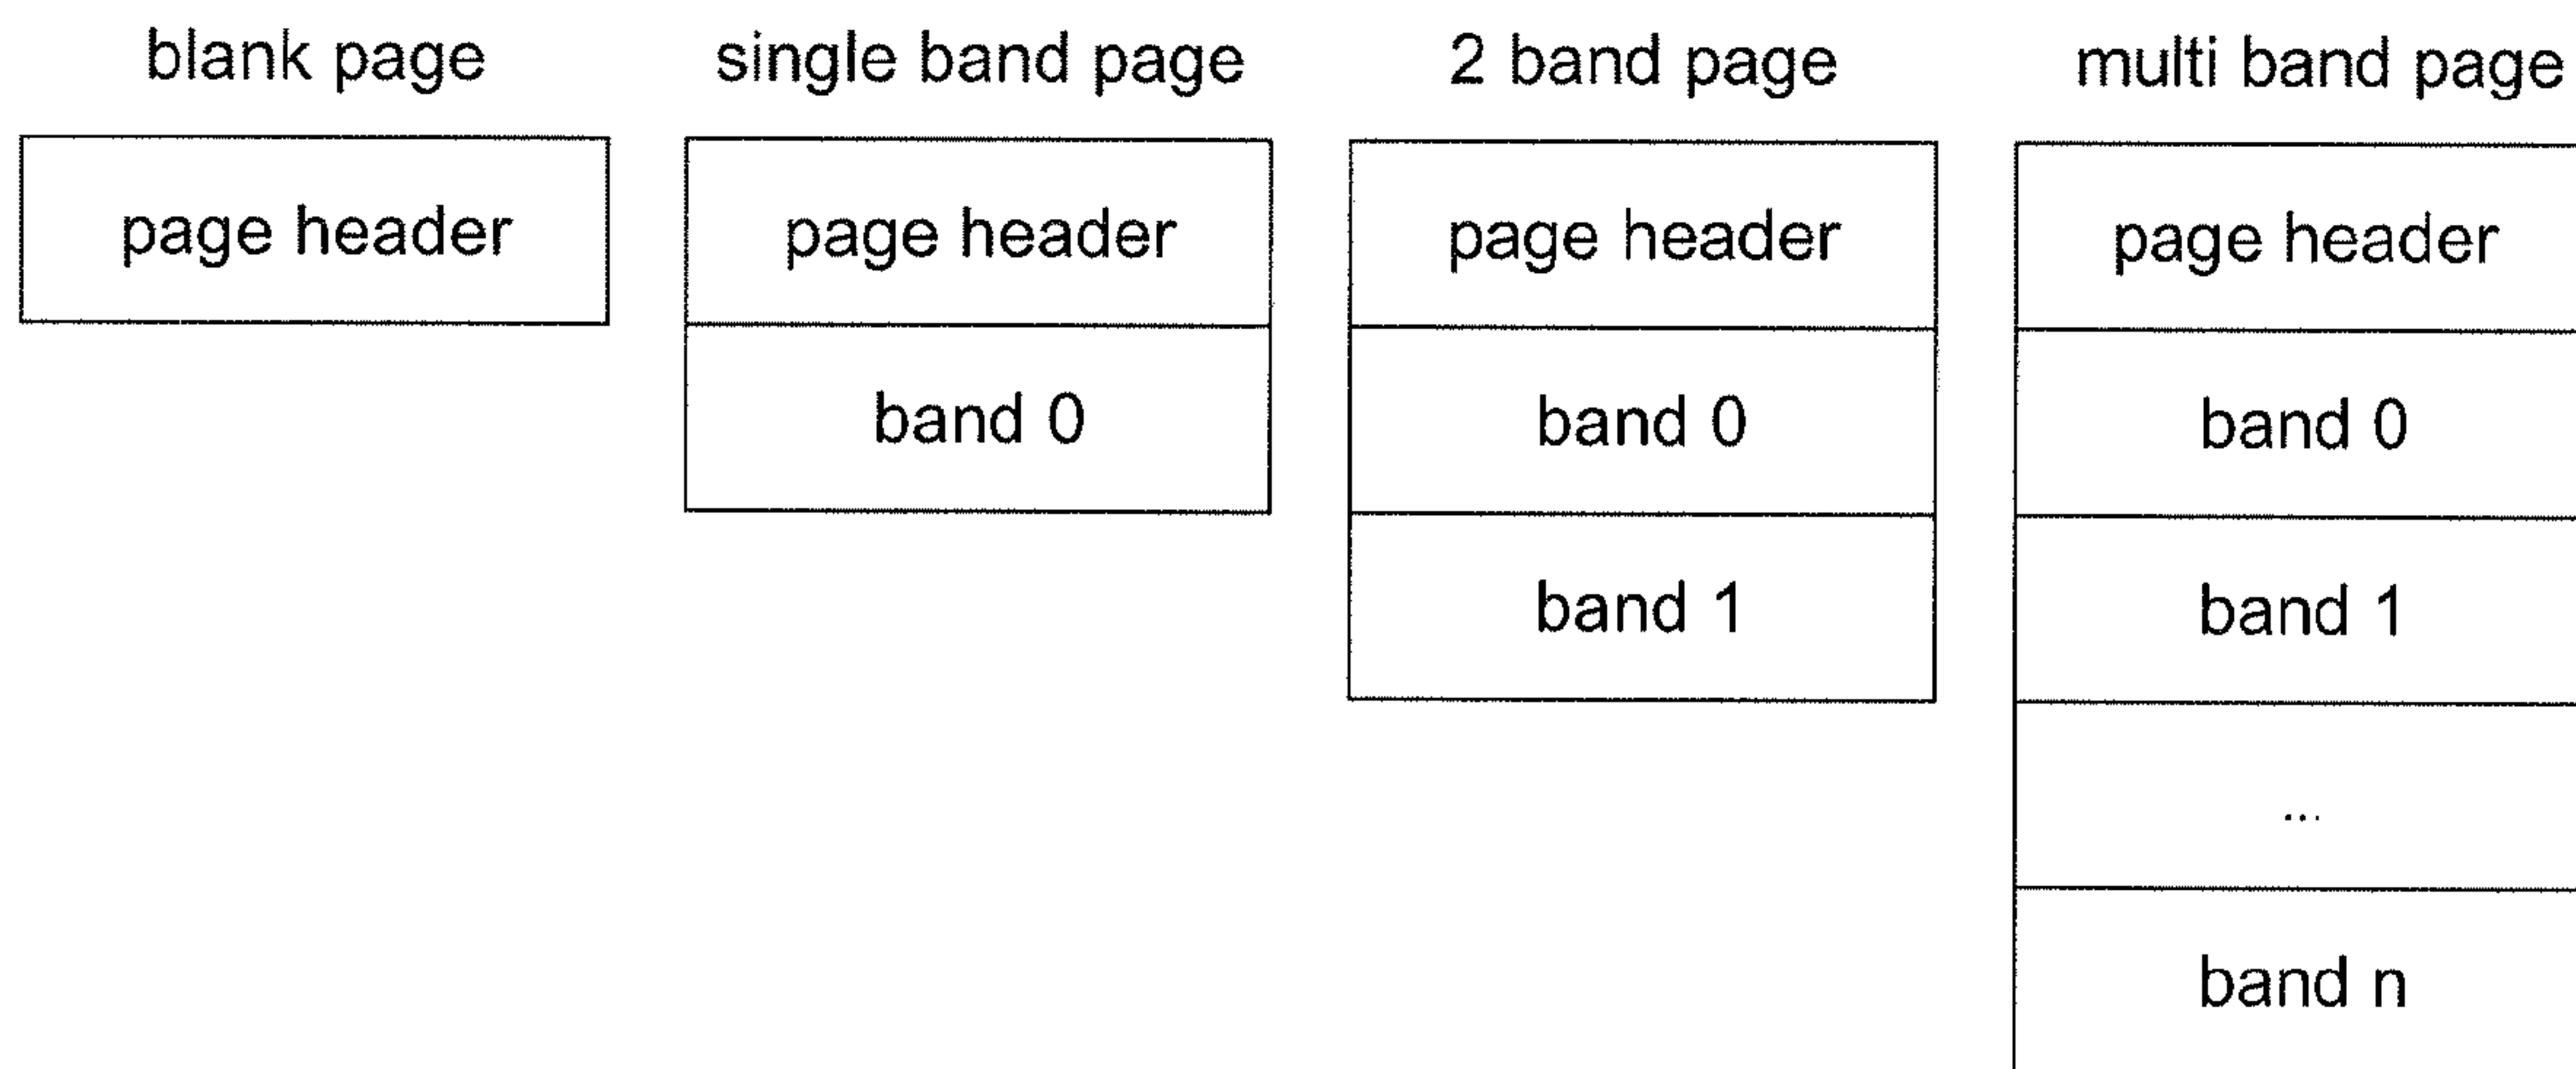 blank page
single band page
2 band page
multi band page
page header
page header
page header
page header
band 0
band 0
band 0
band 1
band 1
...
band n